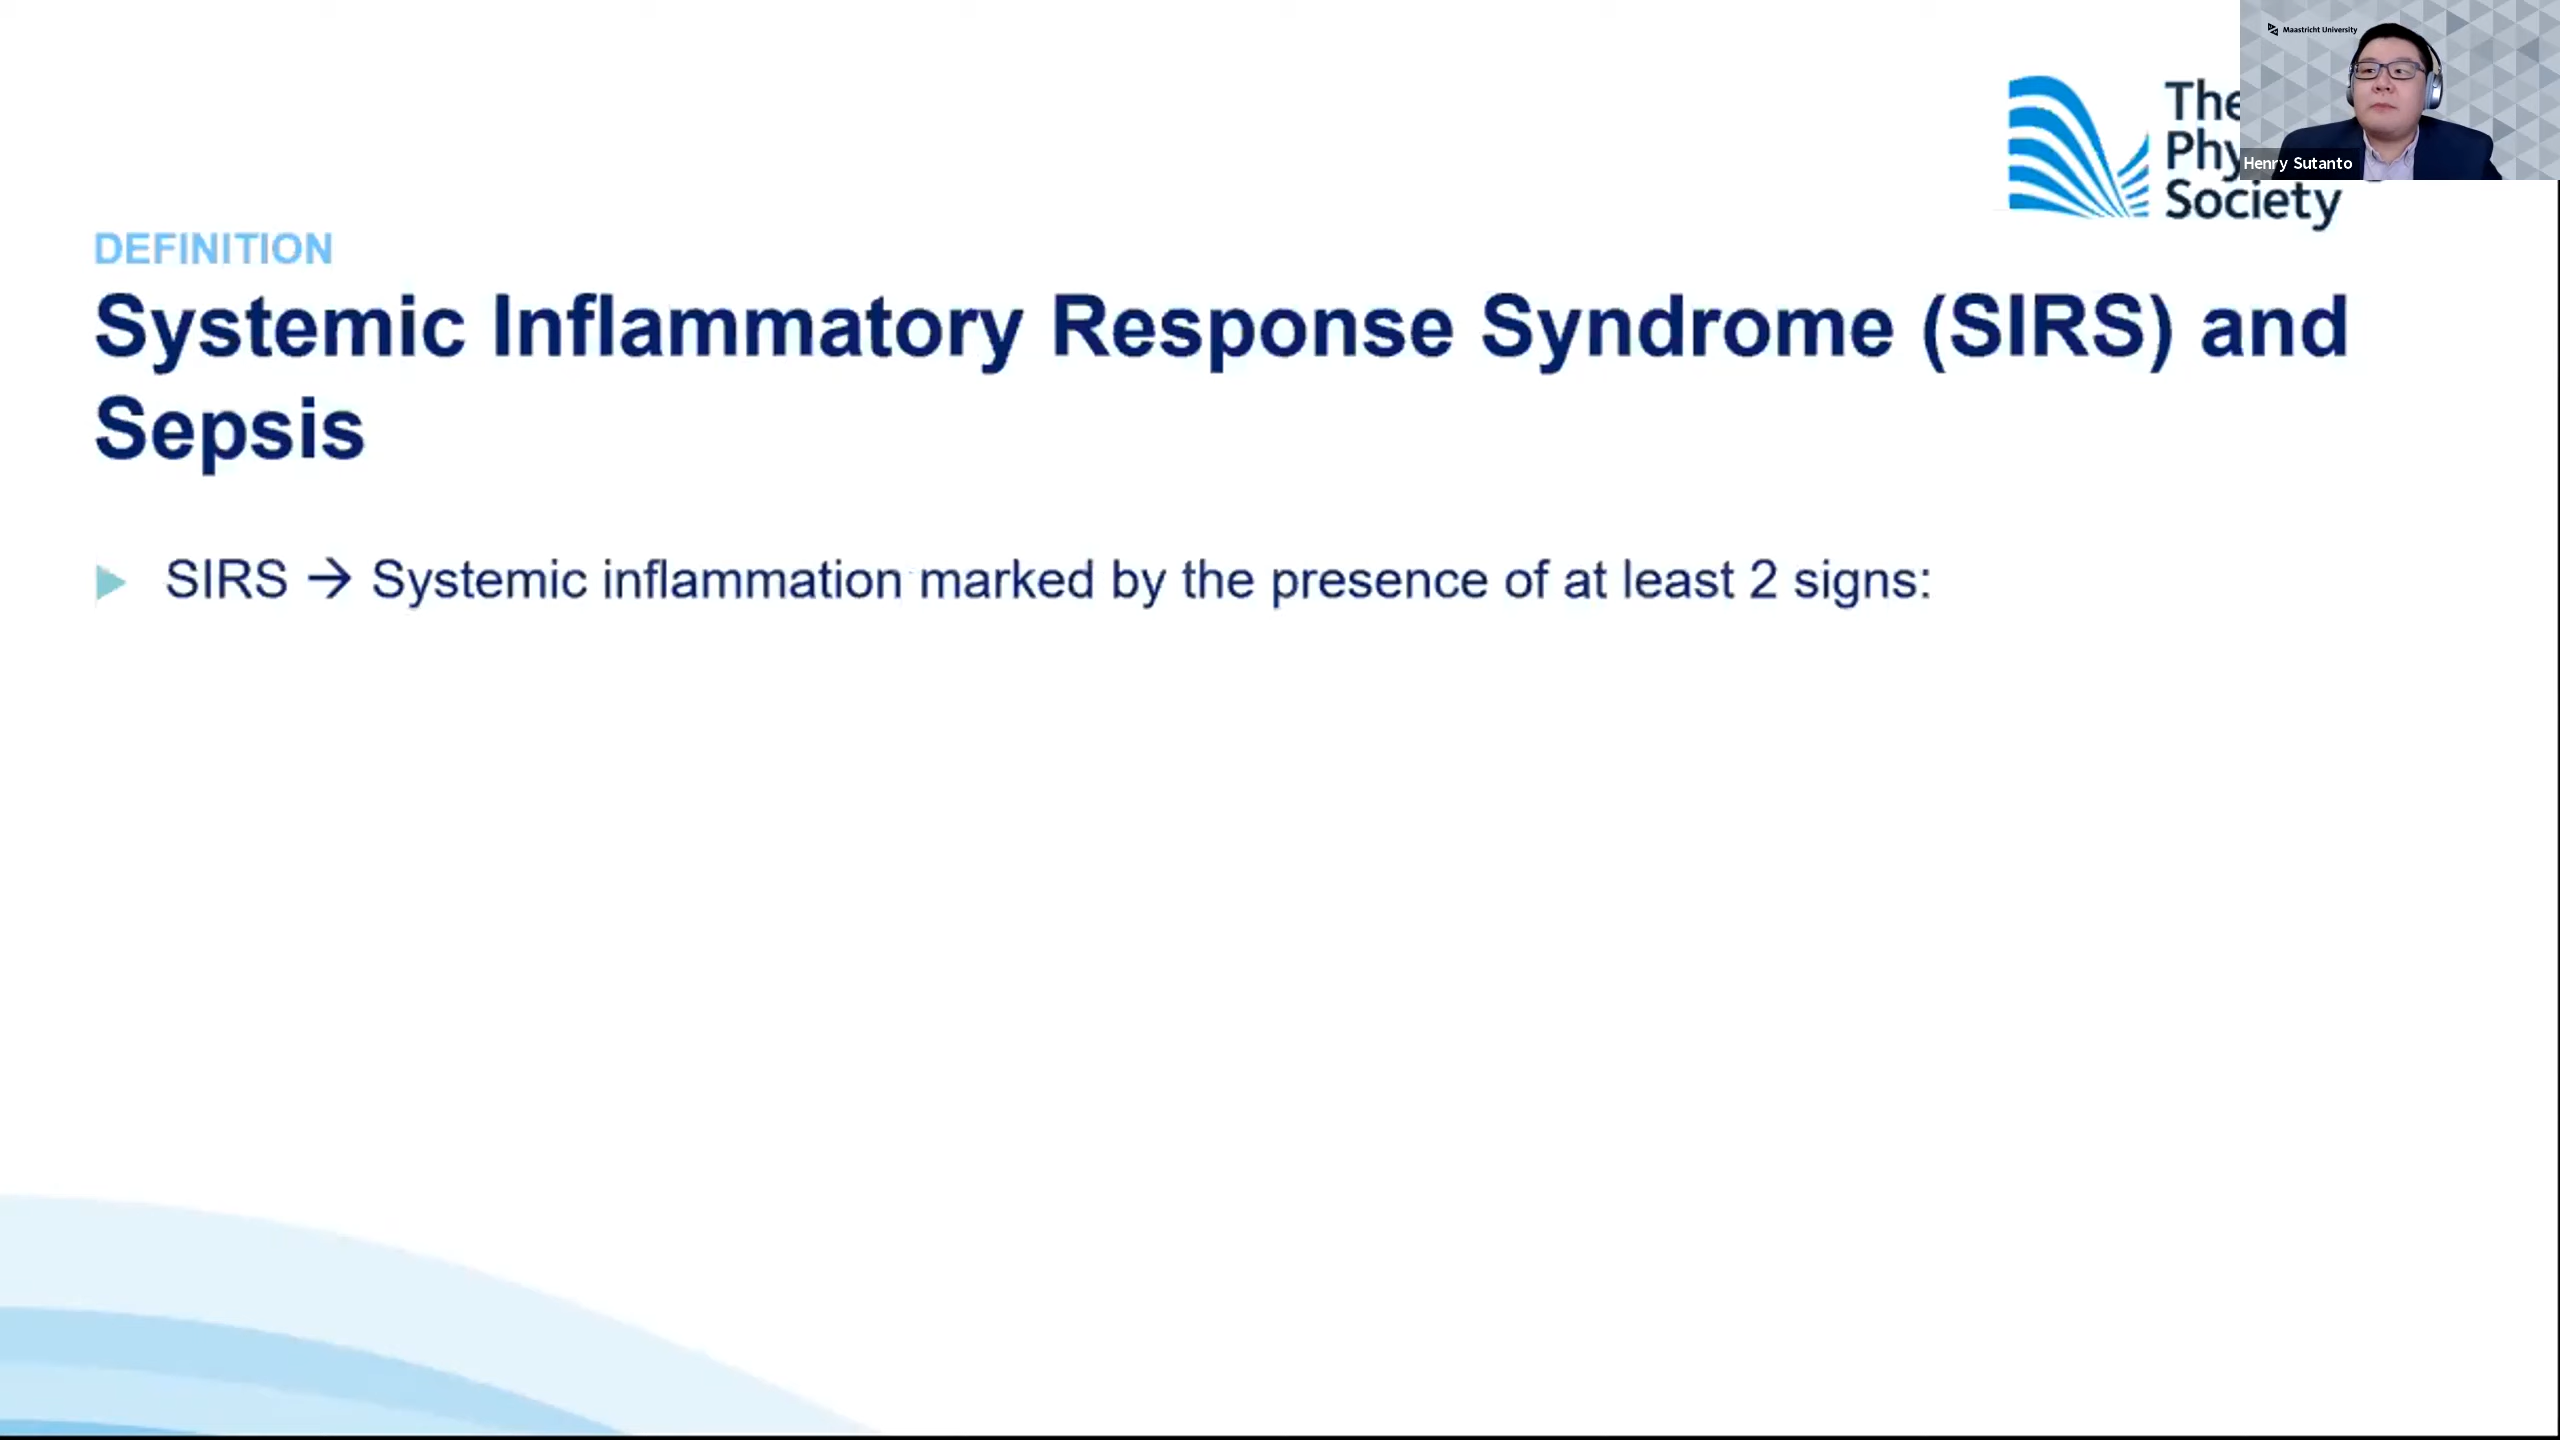 Maastricht University
The
Society
Henry Sutanto
DEFINITION
Systemic Inflammatory Response Syndrome (SIRS) and
Sepsis
SIRS → Systemic inflammation marked by the presence of at least 2 signs: